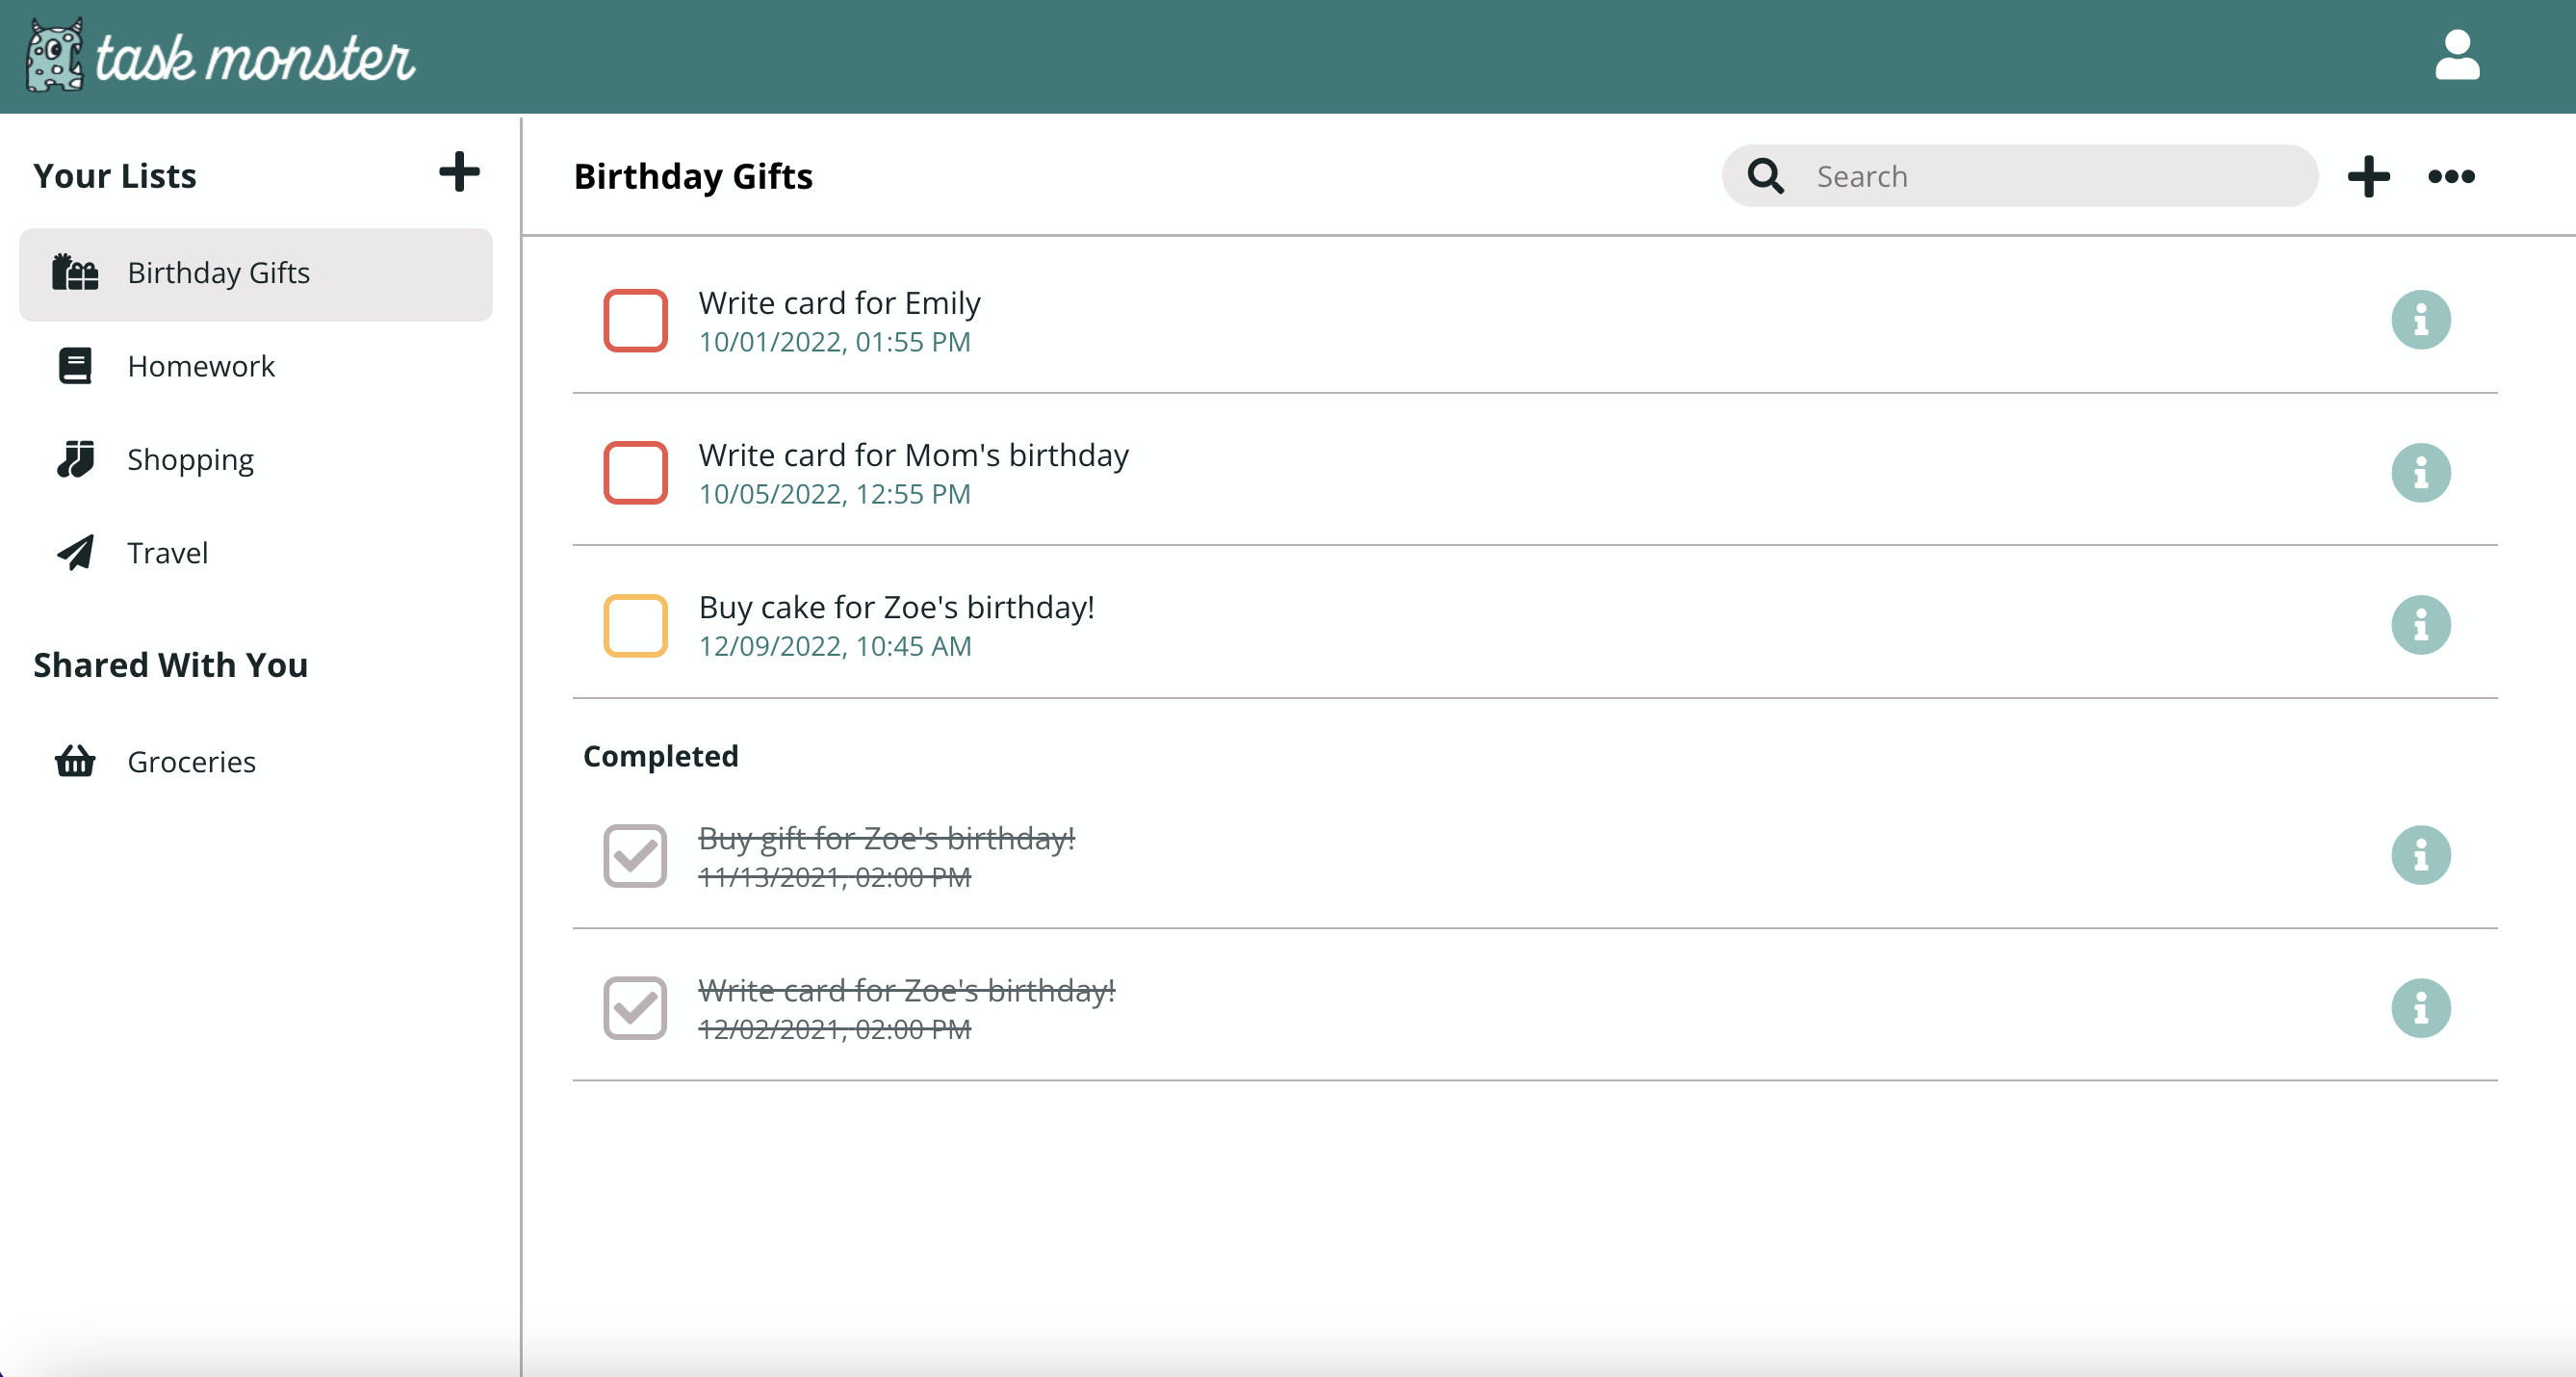 task monster
Your Lists
Birthday Gifts
Homework
Shopping
Travel
Shared With You
Groceries
Birthday Gifts
Search
Write card for Emily
10/01/2022, 01:55 PM
Write card for Mom's birthday
10/05/2022, 12:55 PM
Buy cake for Zoe's birthday!
12/09/2022, 10:45 AM
Completed
Buy gift for Zoe's birthday!
11/13/2021, 02:00 PM
Write card for Zoe's birthday!
12/02/2021, 02:00 PM